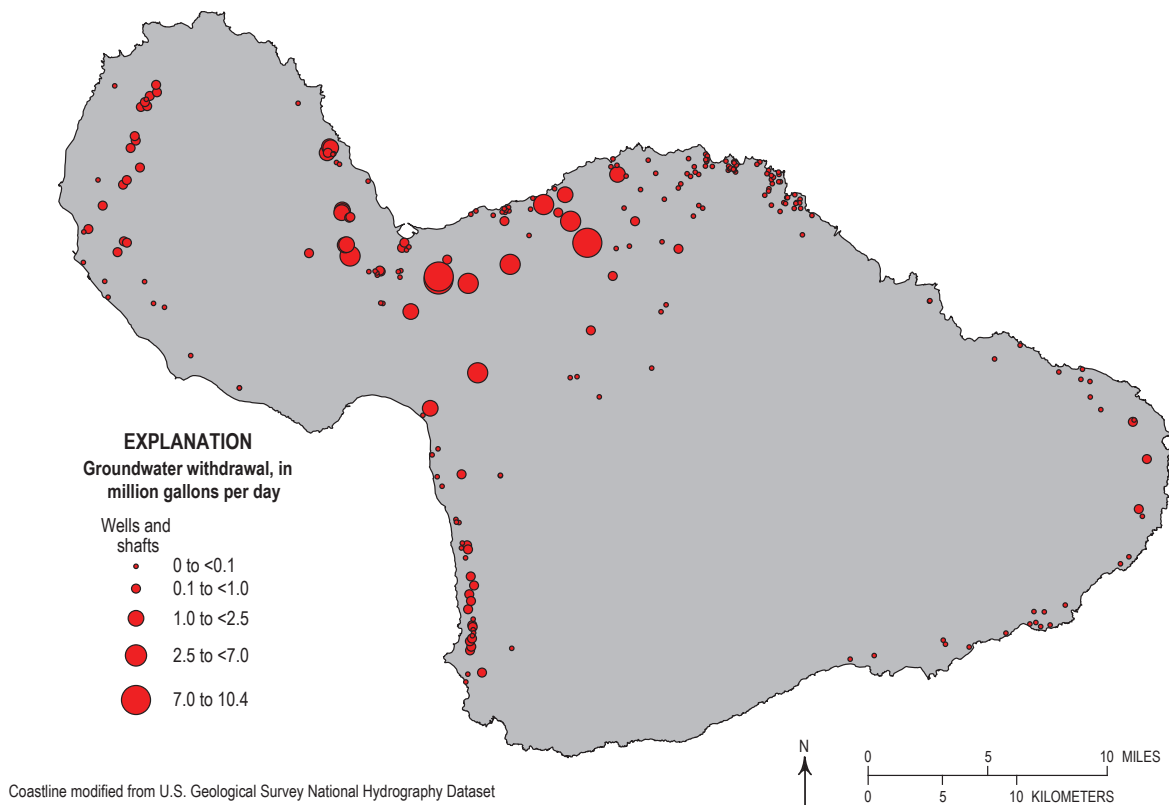 EXPLANATION
Groundwater withdrawal, in
million gallons per day
Wells and
shafts
0 to <0.1
0.1 to <1.0
1.0 to <2.5
2.5 to <7.0
7.0 to 10.4
N
0 5 10 MILES
0 5 10 KILOMETERS
Coastline modified from U.S. Geological Survey National Hydrography Dataset